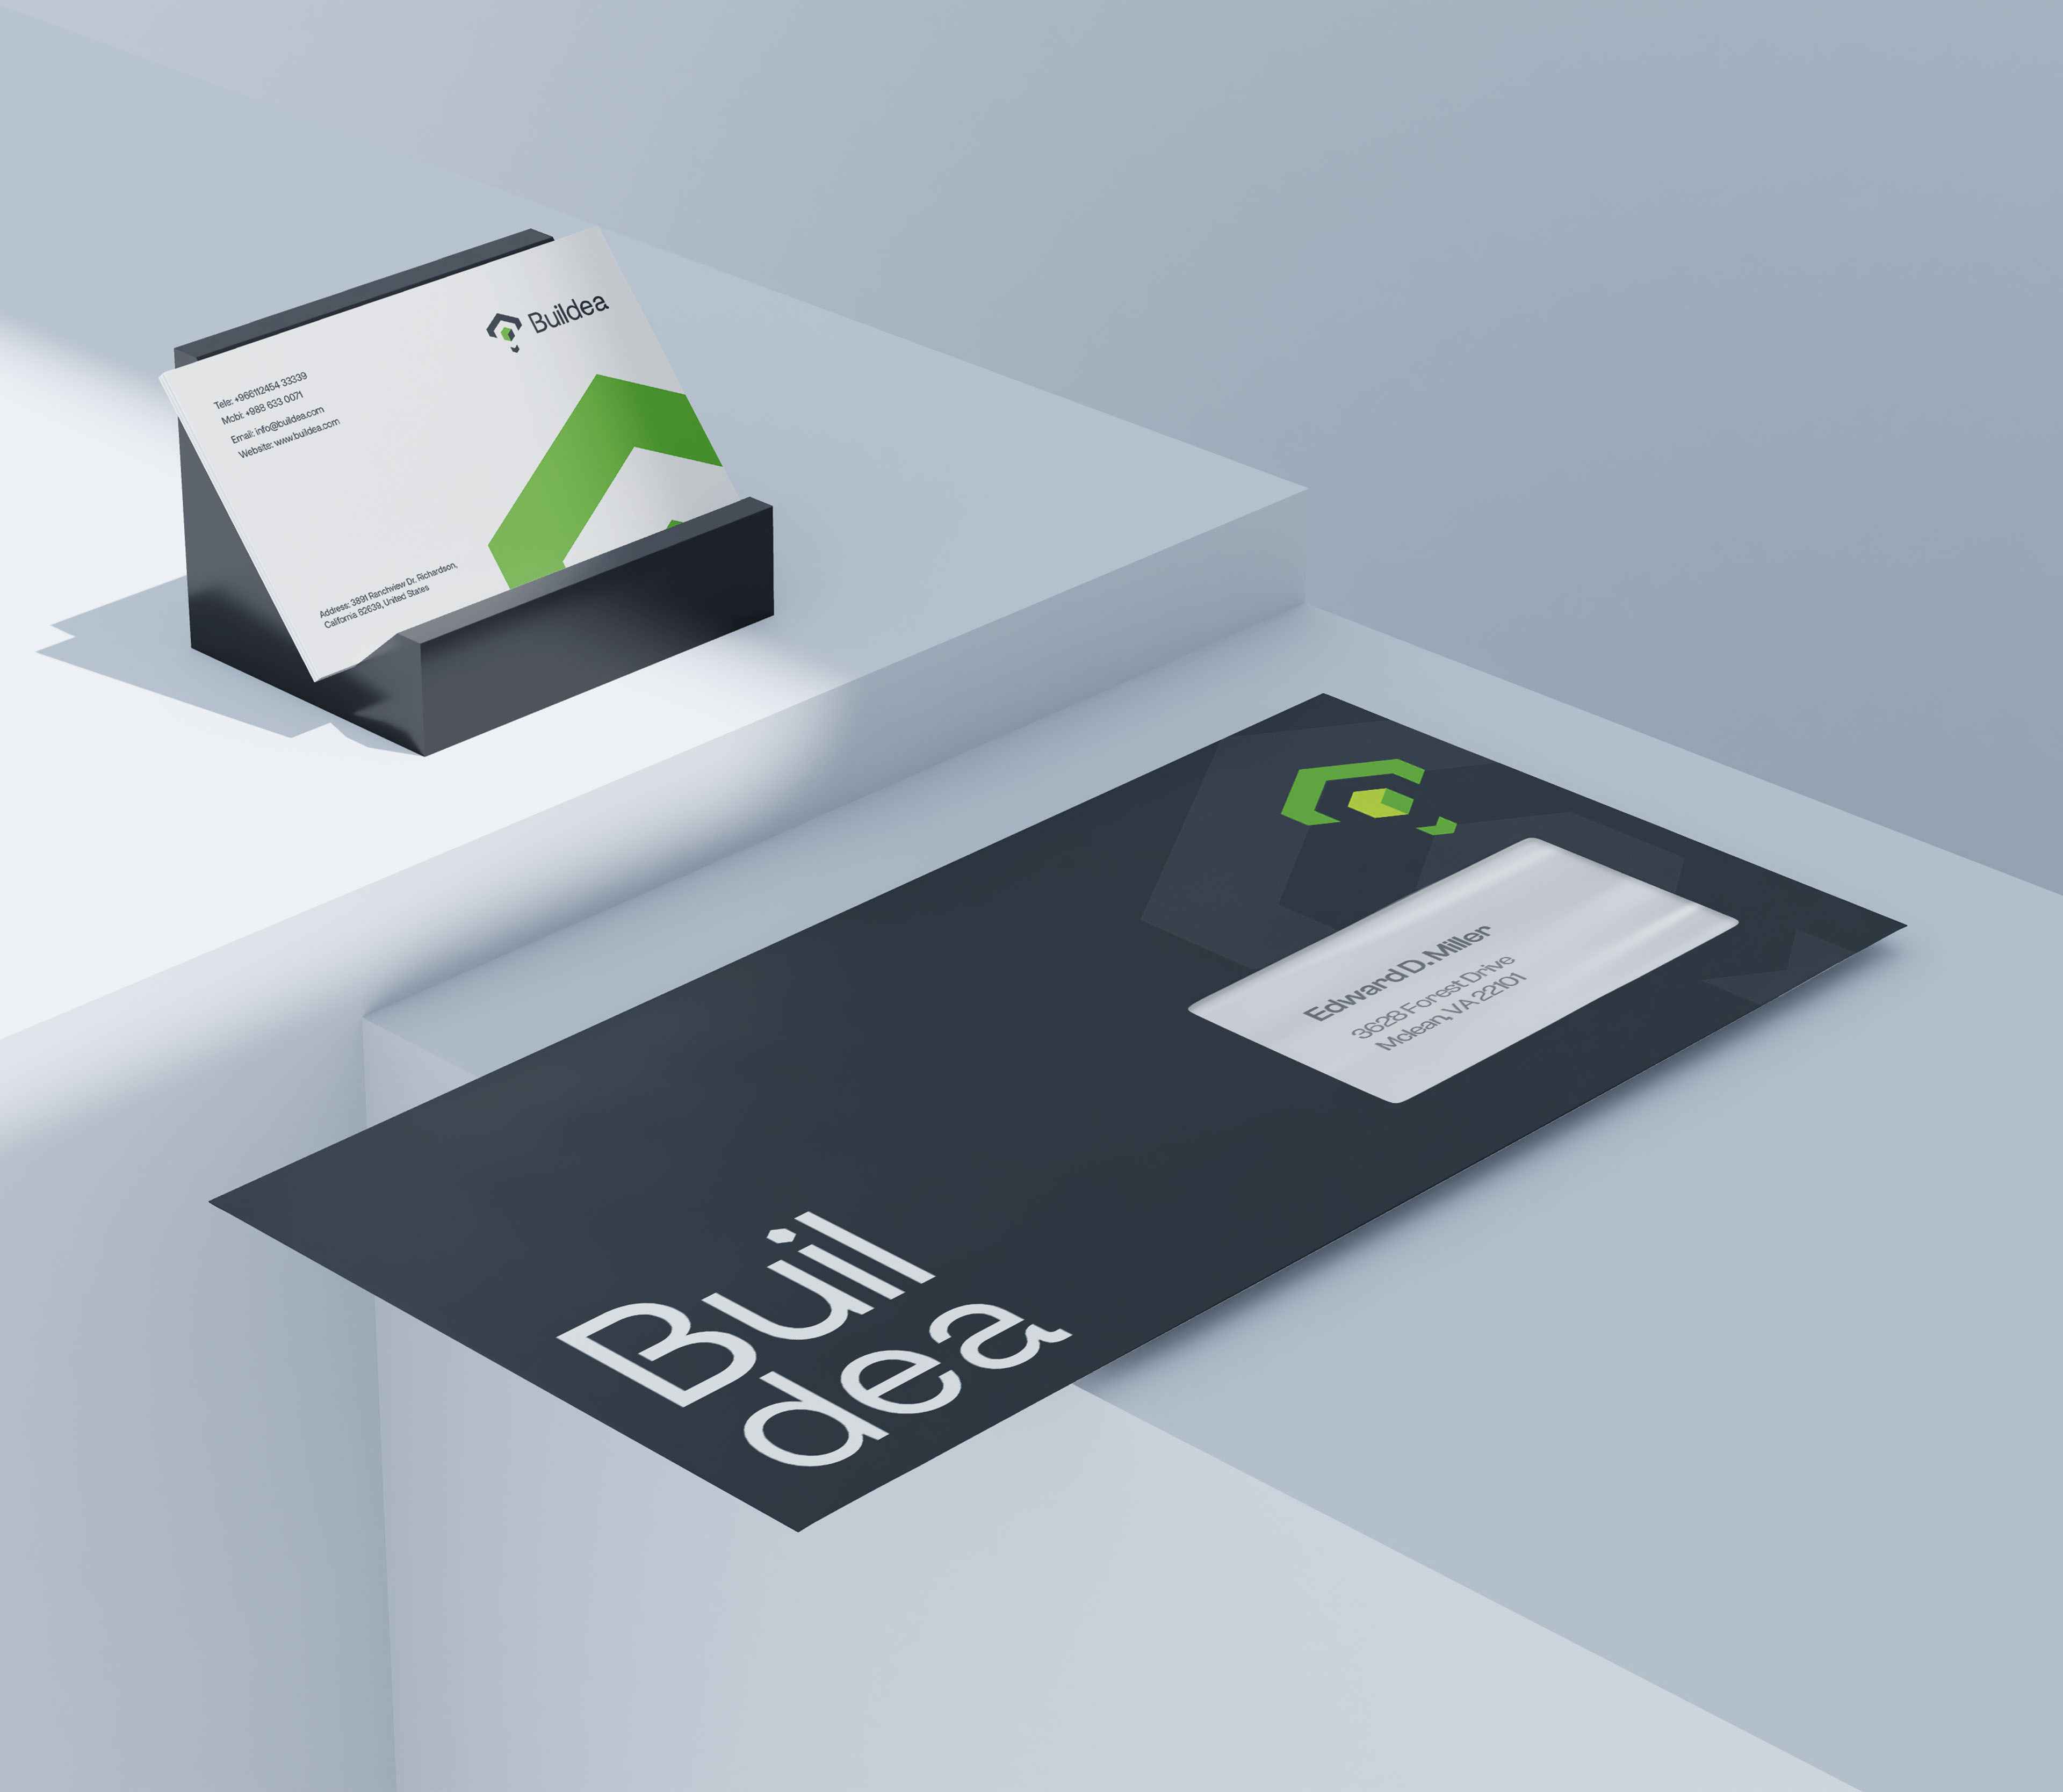 Buildea
Tele: +966112454 33339
Mobi: +988 633 0071
Email: info@buildea.com
Website: www.buildea.com
Address: 3891 Ranchview Dr. Richardson,
California 62639, United States
Edward D. Miller
3628 Forest Drive
Mclean, VA 22101
Buil
dea